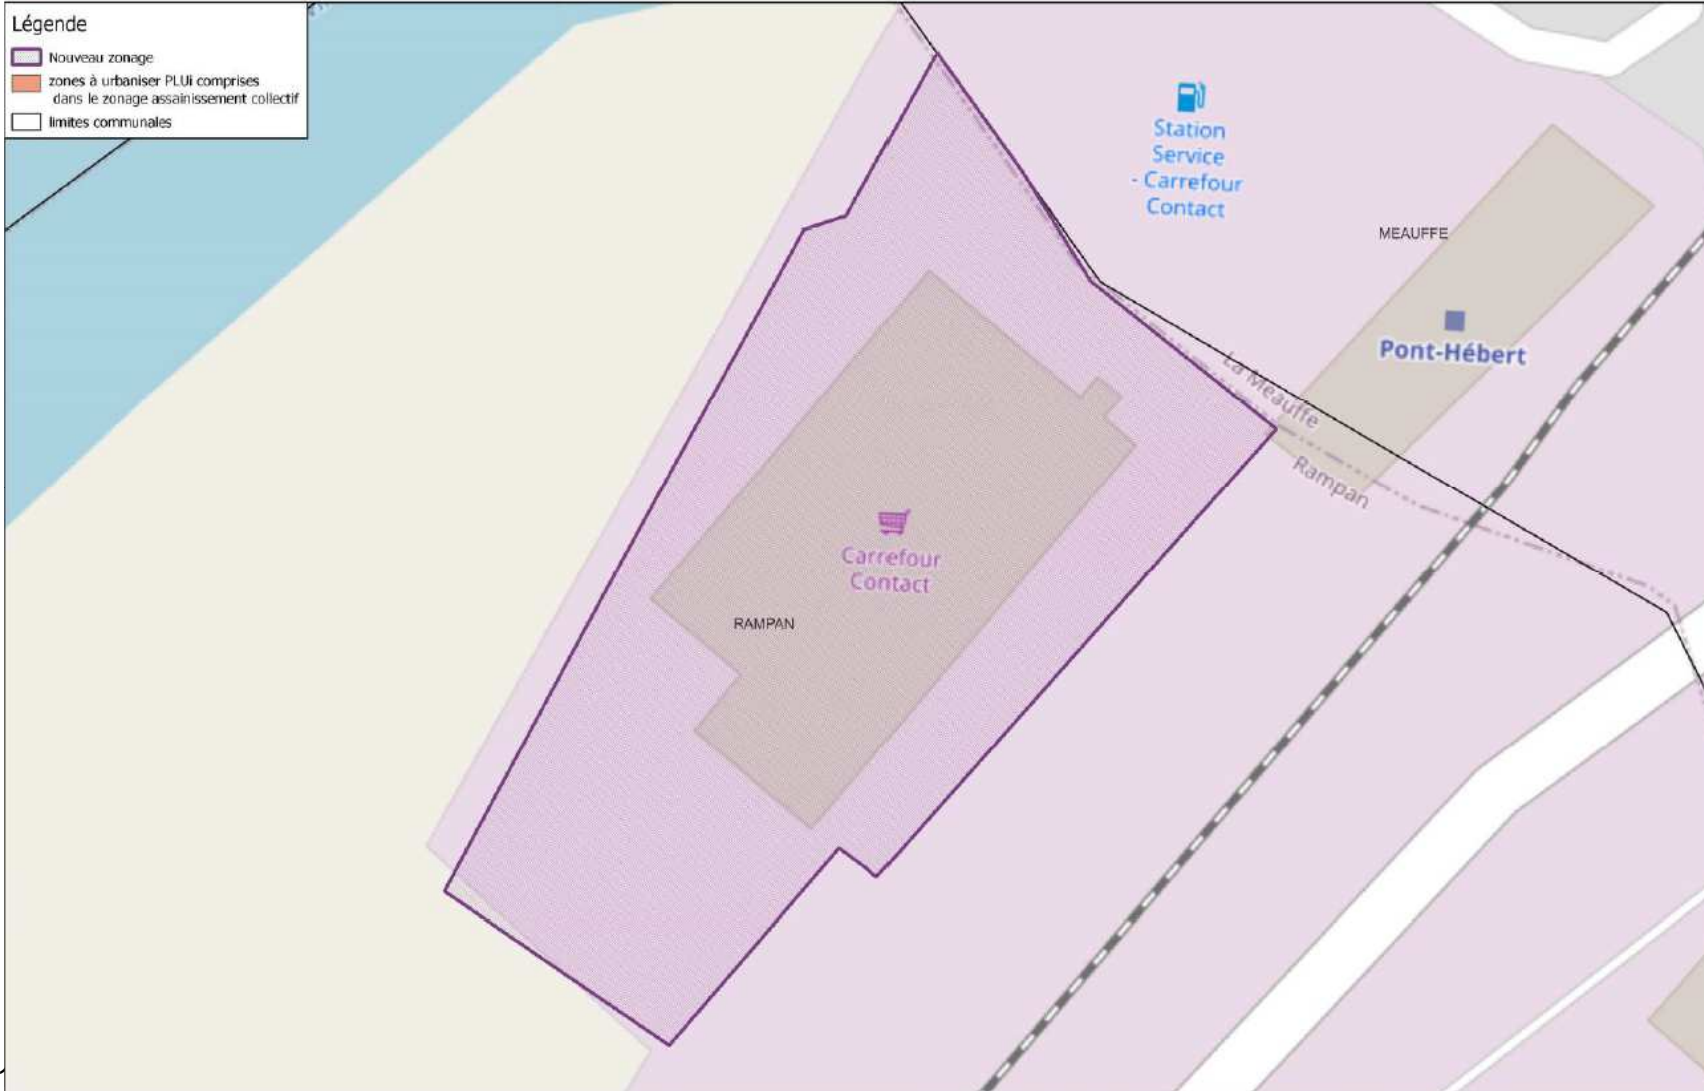 Légende
Nouveau zonage
zones à urbaniser PLUi comprises
dans le zonage assainissement collectif
limites communales
Station
Service
- Carrefour
Contact
MEAUFFE
Pont-Hébert
La Meauffe
Rampan
Carrefour
Contact
RAMPAN